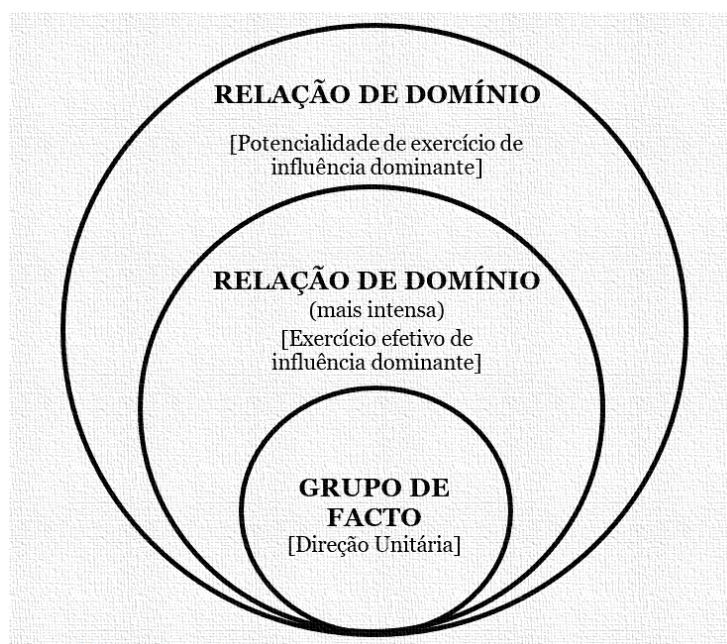 RELAÇÃO DE DOMÍNIO
[Potencialidade de exercício de
influência dominante]
RELAÇÃO DE DOMÍNIO
(mais intensa)
[Exercício efetivo de
influência dominante]
GRUPO DE
FACTO
[Direção Unitária]